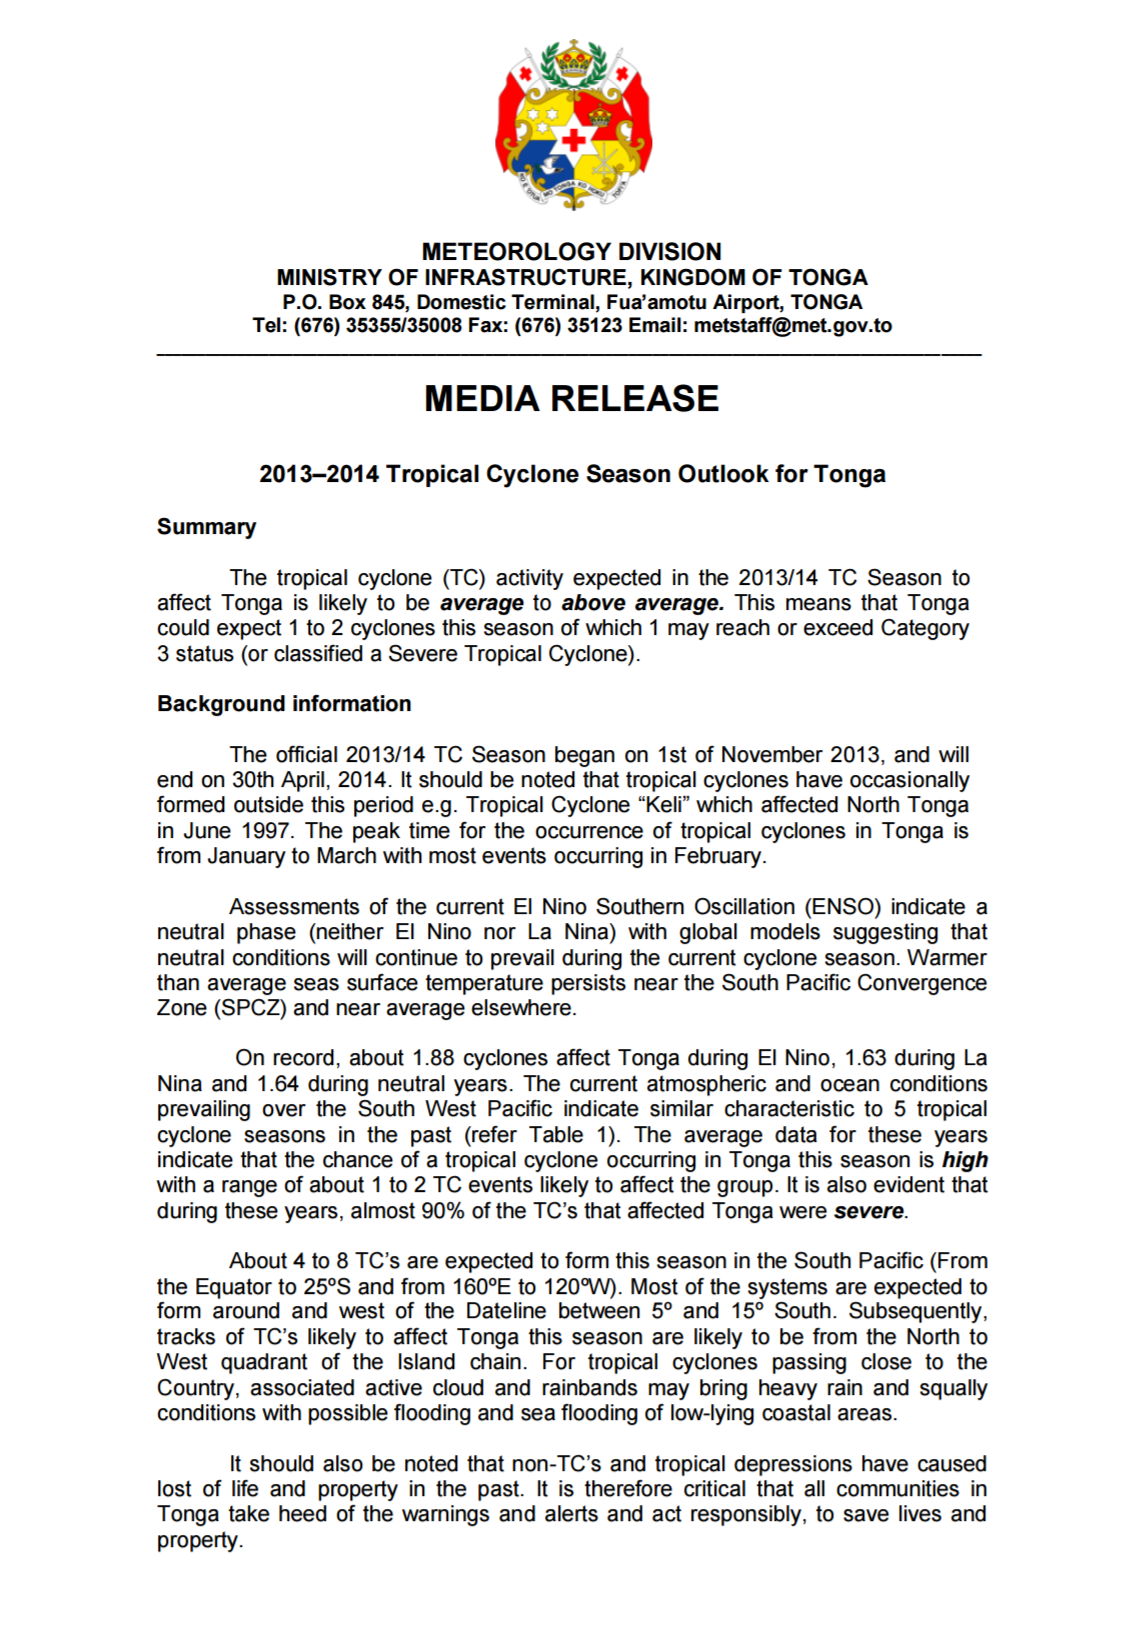 KO E OTUA MO TONGA KO HOKU TOFI'A
METEOROLOGY DIVISION
MINISTRY OF INFRASTRUCTURE, KINGDOM OF TONGA
P.O. Box 845, Domestic Terminal, Fua’amotu Airport, TONGA
Tel: (676) 35355/35008 Fax: (676) 35123 Email: metstaff@met.gov.to
MEDIA RELEASE
2013–2014 Tropical Cyclone Season Outlook for Tonga
Summary
The tropical cyclone (TC) activity expected in the 2013/14 TC Season to
affect Tonga is likely to be average to above average. This means that Tonga
could expect 1 to 2 cyclones this season of which 1 may reach or exceed Category
3 status (or classified a Severe Tropical Cyclone).
Background information
The official 2013/14 TC Season began on 1st of November 2013, and will
end on 30th April, 2014. It should be noted that tropical cyclones have occasionally
formed outside this period e.g. Tropical Cyclone “Keli” which affected North Tonga
in June 1997. The peak time for the occurrence of tropical cyclones in Tonga is
from January to March with most events occurring in February.
Assessments of the current El Nino Southern Oscillation (ENSO) indicate a
neutral phase (neither El Nino nor La Nina) with global models suggesting that
neutral conditions will continue to prevail during the current cyclone season. Warmer
than average seas surface temperature persists near the South Pacific Convergence
Zone (SPCZ) and near average elsewhere.
On record, about 1.88 cyclones affect Tonga during El Nino, 1.63 during La
Nina and 1.64 during neutral years. The current atmospheric and ocean conditions
prevailing over the South West Pacific indicate similar characteristic to 5 tropical
cyclone seasons in the past (refer Table 1). The average data for these years
indicate that the chance of a tropical cyclone occurring in Tonga this season is high
with a range of about 1 to 2 TC events likely to affect the group. It is also evident that
during these years, almost 90% of the TC’s that affected Tonga were severe.
About 4 to 8 TC’s are expected to form this season in the South Pacific (From
the Equator to 25ºS and from 160ºE to 120ºW). Most of the systems are expected to
form around and west of the Dateline between 5º and 15º South. Subsequently,
tracks of TC’s likely to affect Tonga this season are likely to be from the North to
West quadrant of the Island chain. For tropical cyclones passing close to the
Country, associated active cloud and rainbands may bring heavy rain and squally
conditions with possible flooding and sea flooding of low-lying coastal areas.
It should also be noted that non-TC’s and tropical depressions have caused
lost of life and property in the past. It is therefore critical that all communities in
Tonga take heed of the warnings and alerts and act responsibly, to save lives and
property.